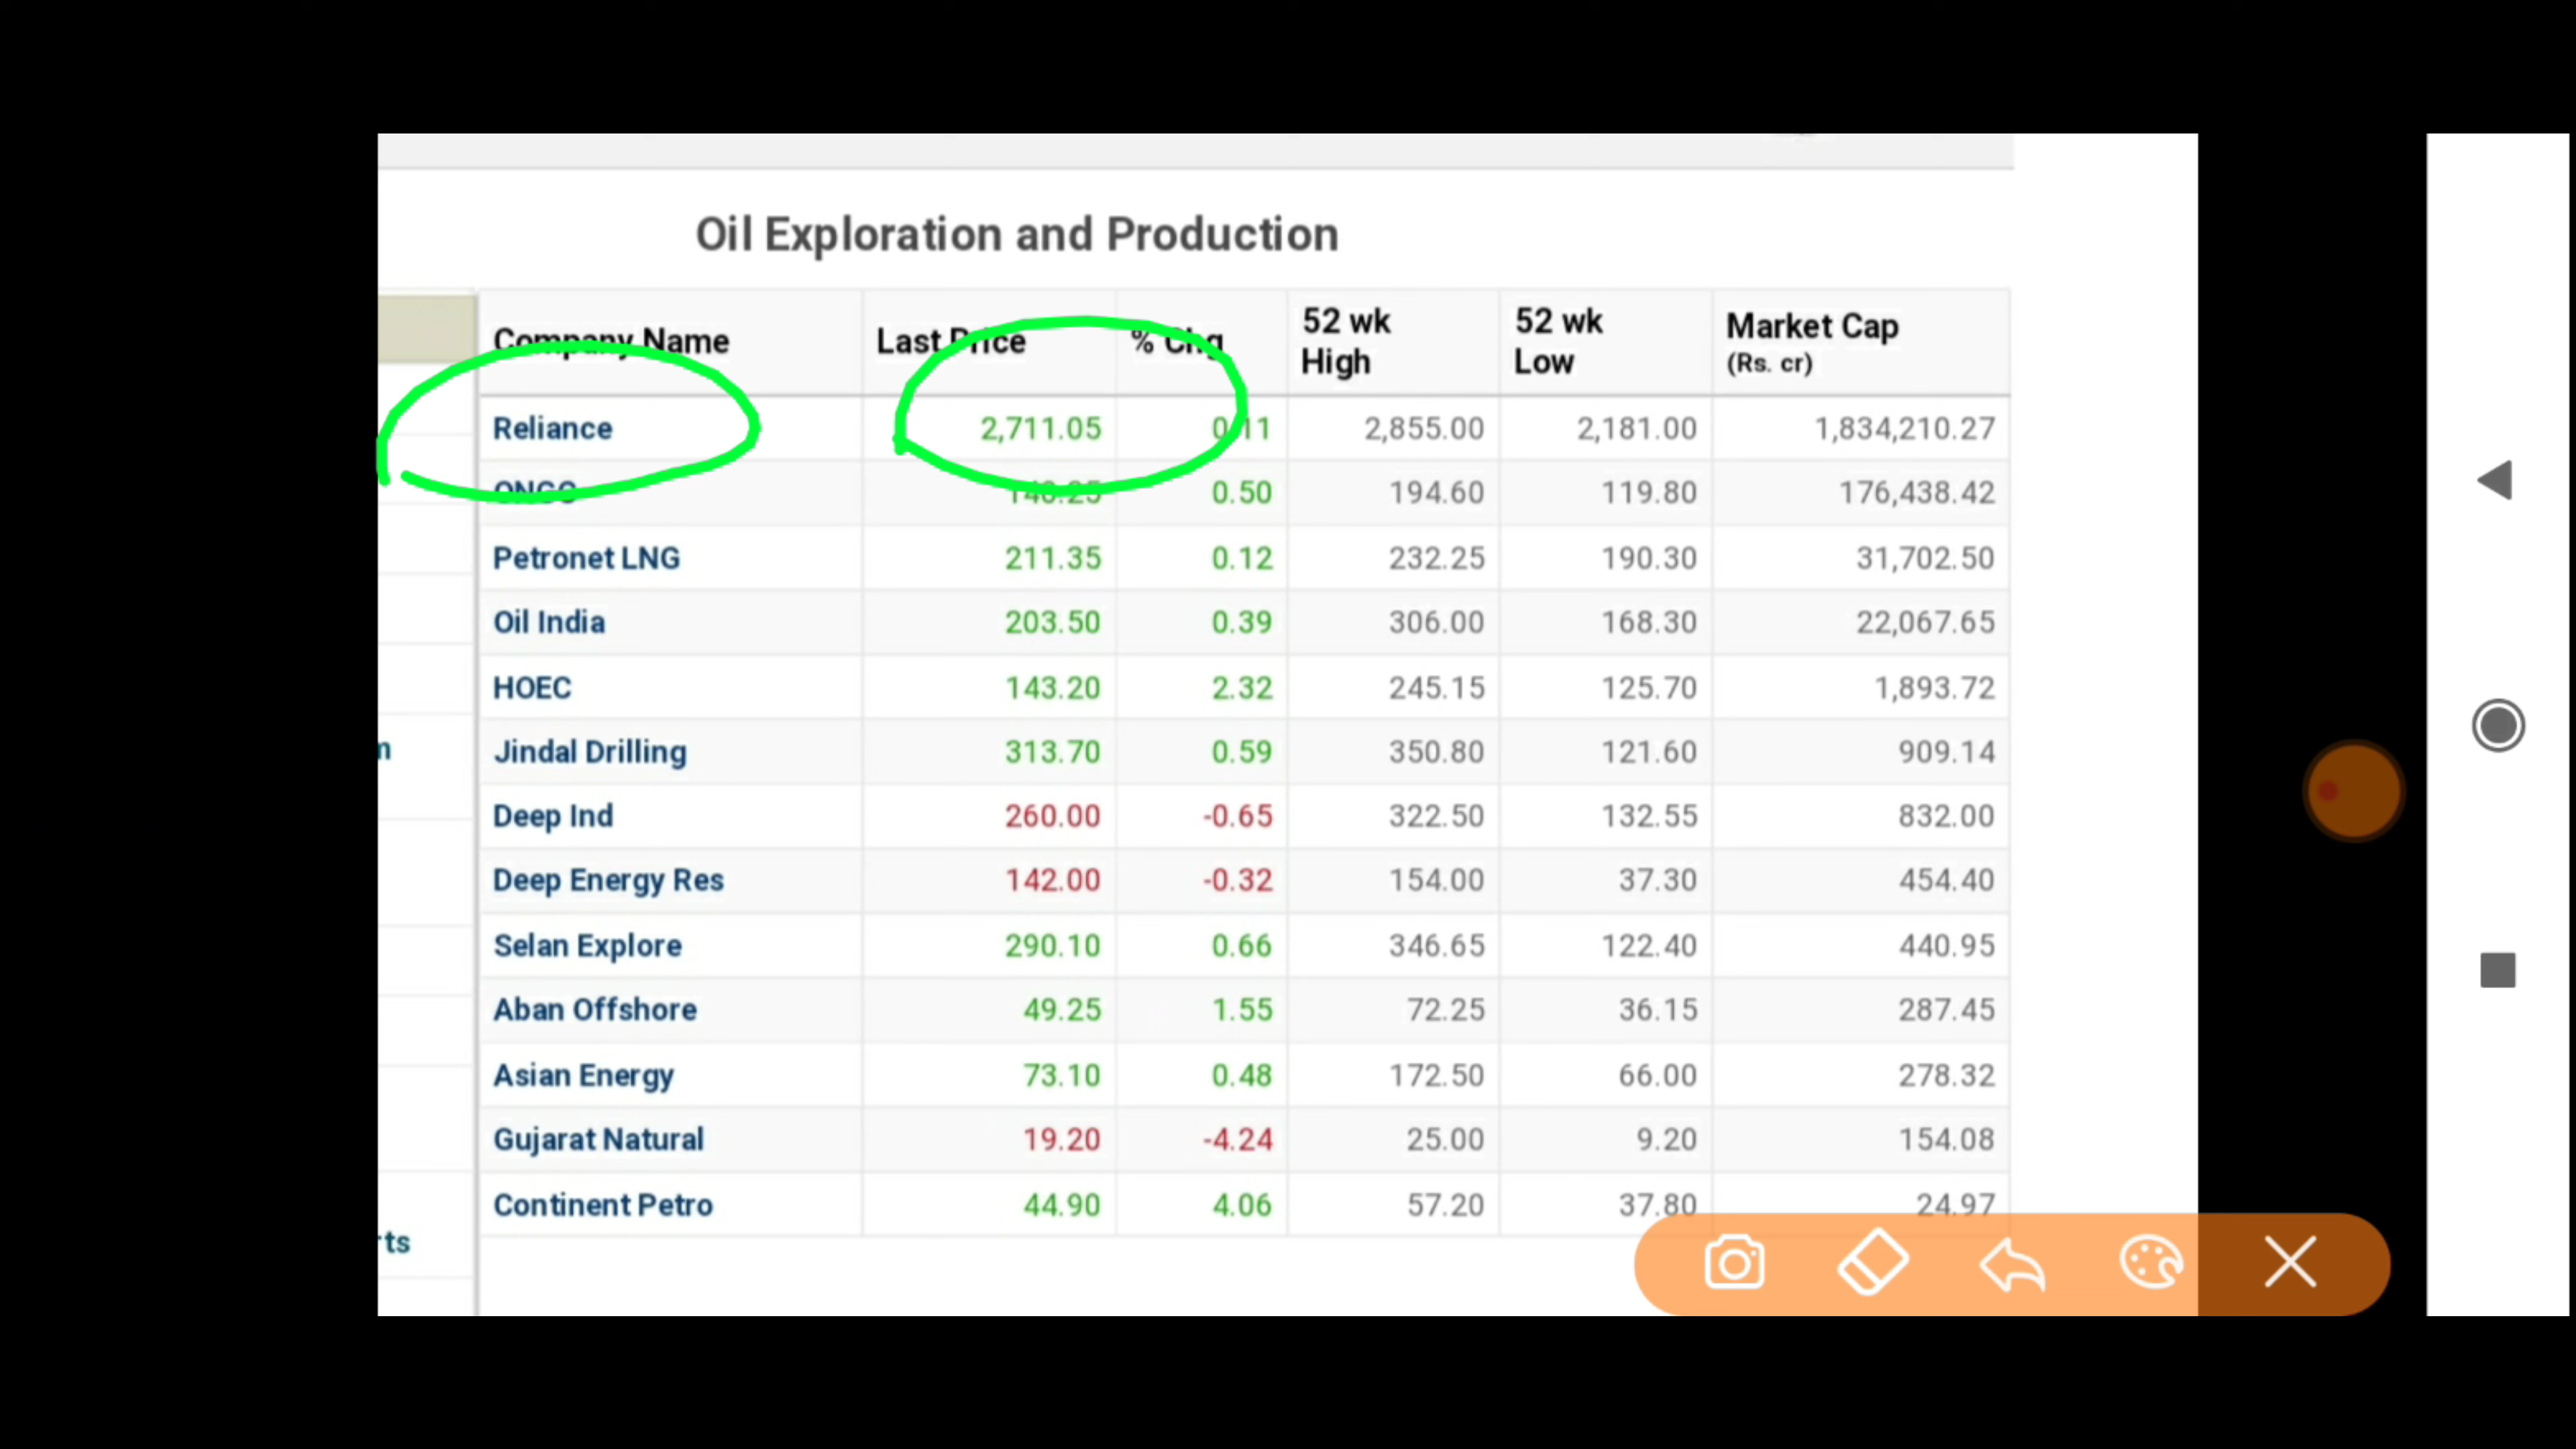 Oil Exploration and Production
Company Name Last Price % Chg 52 wk High 52 wk Low Market Cap (Rs. cr)
Reliance 2,711.05 0.11 2,855.00 2,181.00 1,834,210.27
ONGC 140.25 0.50 194.60 119.80 176,438.42
Petronet LNG 211.35 0.12 232.25 190.30 31,702.50
Oil India 203.50 0.39 306.00 168.30 22,067.65
HOEC 143.20 2.32 245.15 125.70 1,893.72
Jindal Drilling 313.70 0.59 350.80 121.60 909.14
m
Deep Ind 260.00 -0.65 322.50 132.55 832.00
Deep Energy Res 142.00 -0.32 154.00 37.30 454.40
Selan Explore 290.10 0.66 346.65 122.40 440.95
Aban Offshore 49.25 1.55 72.25 36.15 287.45
Asian Energy 73.10 0.48 172.50 66.00 278.32
Gujarat Natural 19.20 -4.24 25.00 9.20 154.08
Continent Petro 44.90 4.06 57.20 37.80 24.97
rts